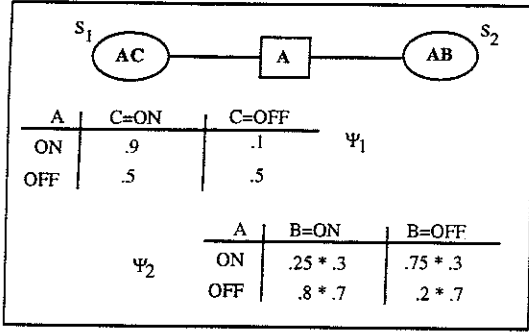 S1 S2
AC A AB
A C=ON C=OFF
ON .9 .1 Ψ1
OFF .5 .5
A B=ON B=OFF
Ψ2 ON .25 * .3 .75 * .3
OFF .8 * .7 .2 * .7